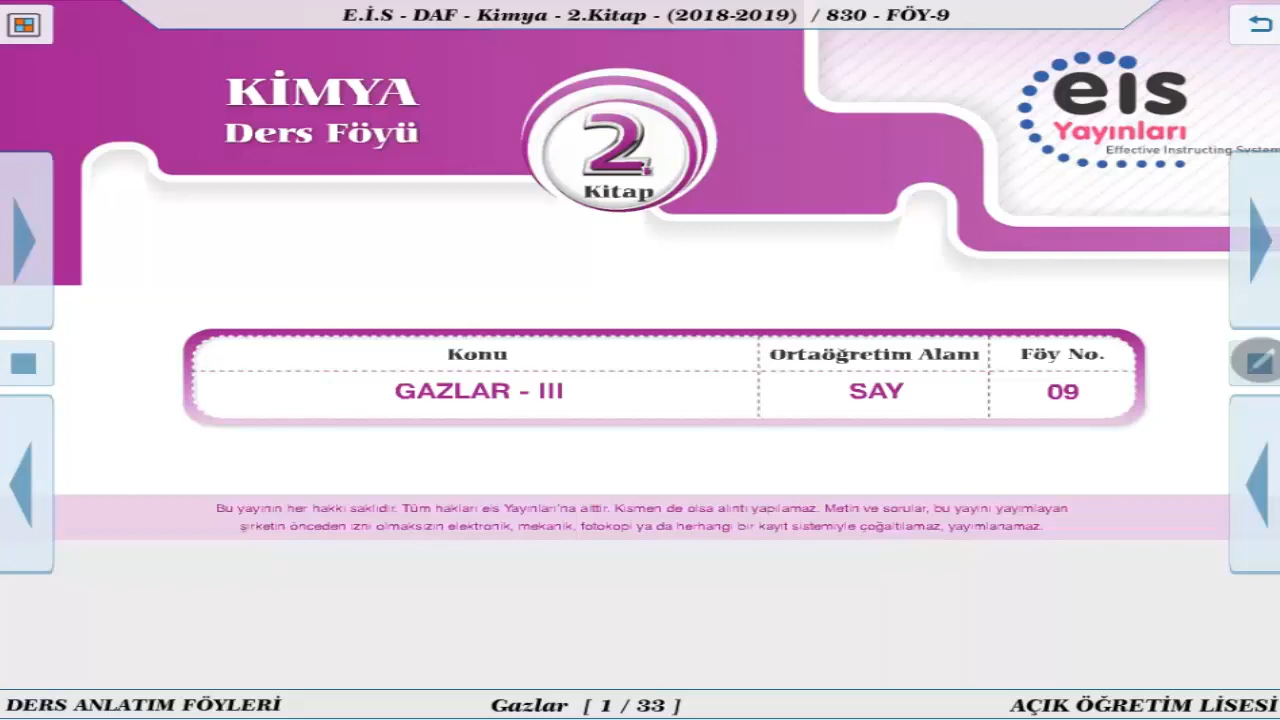 E.İ.S - DAF - Kimya - 2.Kitap - (2018-2019) / 830 - FÖY-9
KİMYA
Ders Föyü
2.
Kitap
eis
Yayınları
Effective Instructing System
Konu
Ortaöğretim Alanı
Föy No.
GAZLAR - III
SAY
09
Bu yayının her hakkı saklıdır. Tüm hakları eis Yayınları'na aittir. Kısmen de olsa alıntı yapılamaz. Metin ve sorular, bu yayını yayımlayan
şirketin önceden izni olmaksızın elektronik, mekanik, fotokopi ya da herhangi bir kayıt sistemiyle çoğaltılamaz, yayımlanamaz.
DERS ANLATIM FÖYLERİ
Gazlar [ 1 / 33 ]
AÇIK ÖĞRETİM LİSESİ